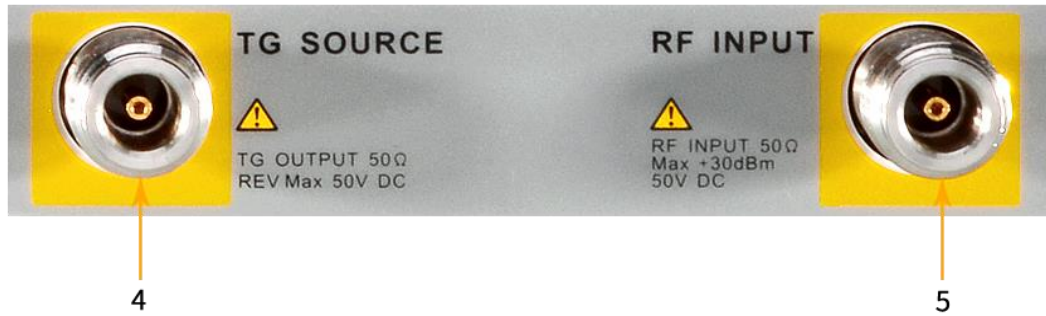 TG SOURCE
TG OUTPUT 50Ω
REV Max 50V DC
RF INPUT
RF INPUT 50Ω
Max +30dBm
50V DC
4
5